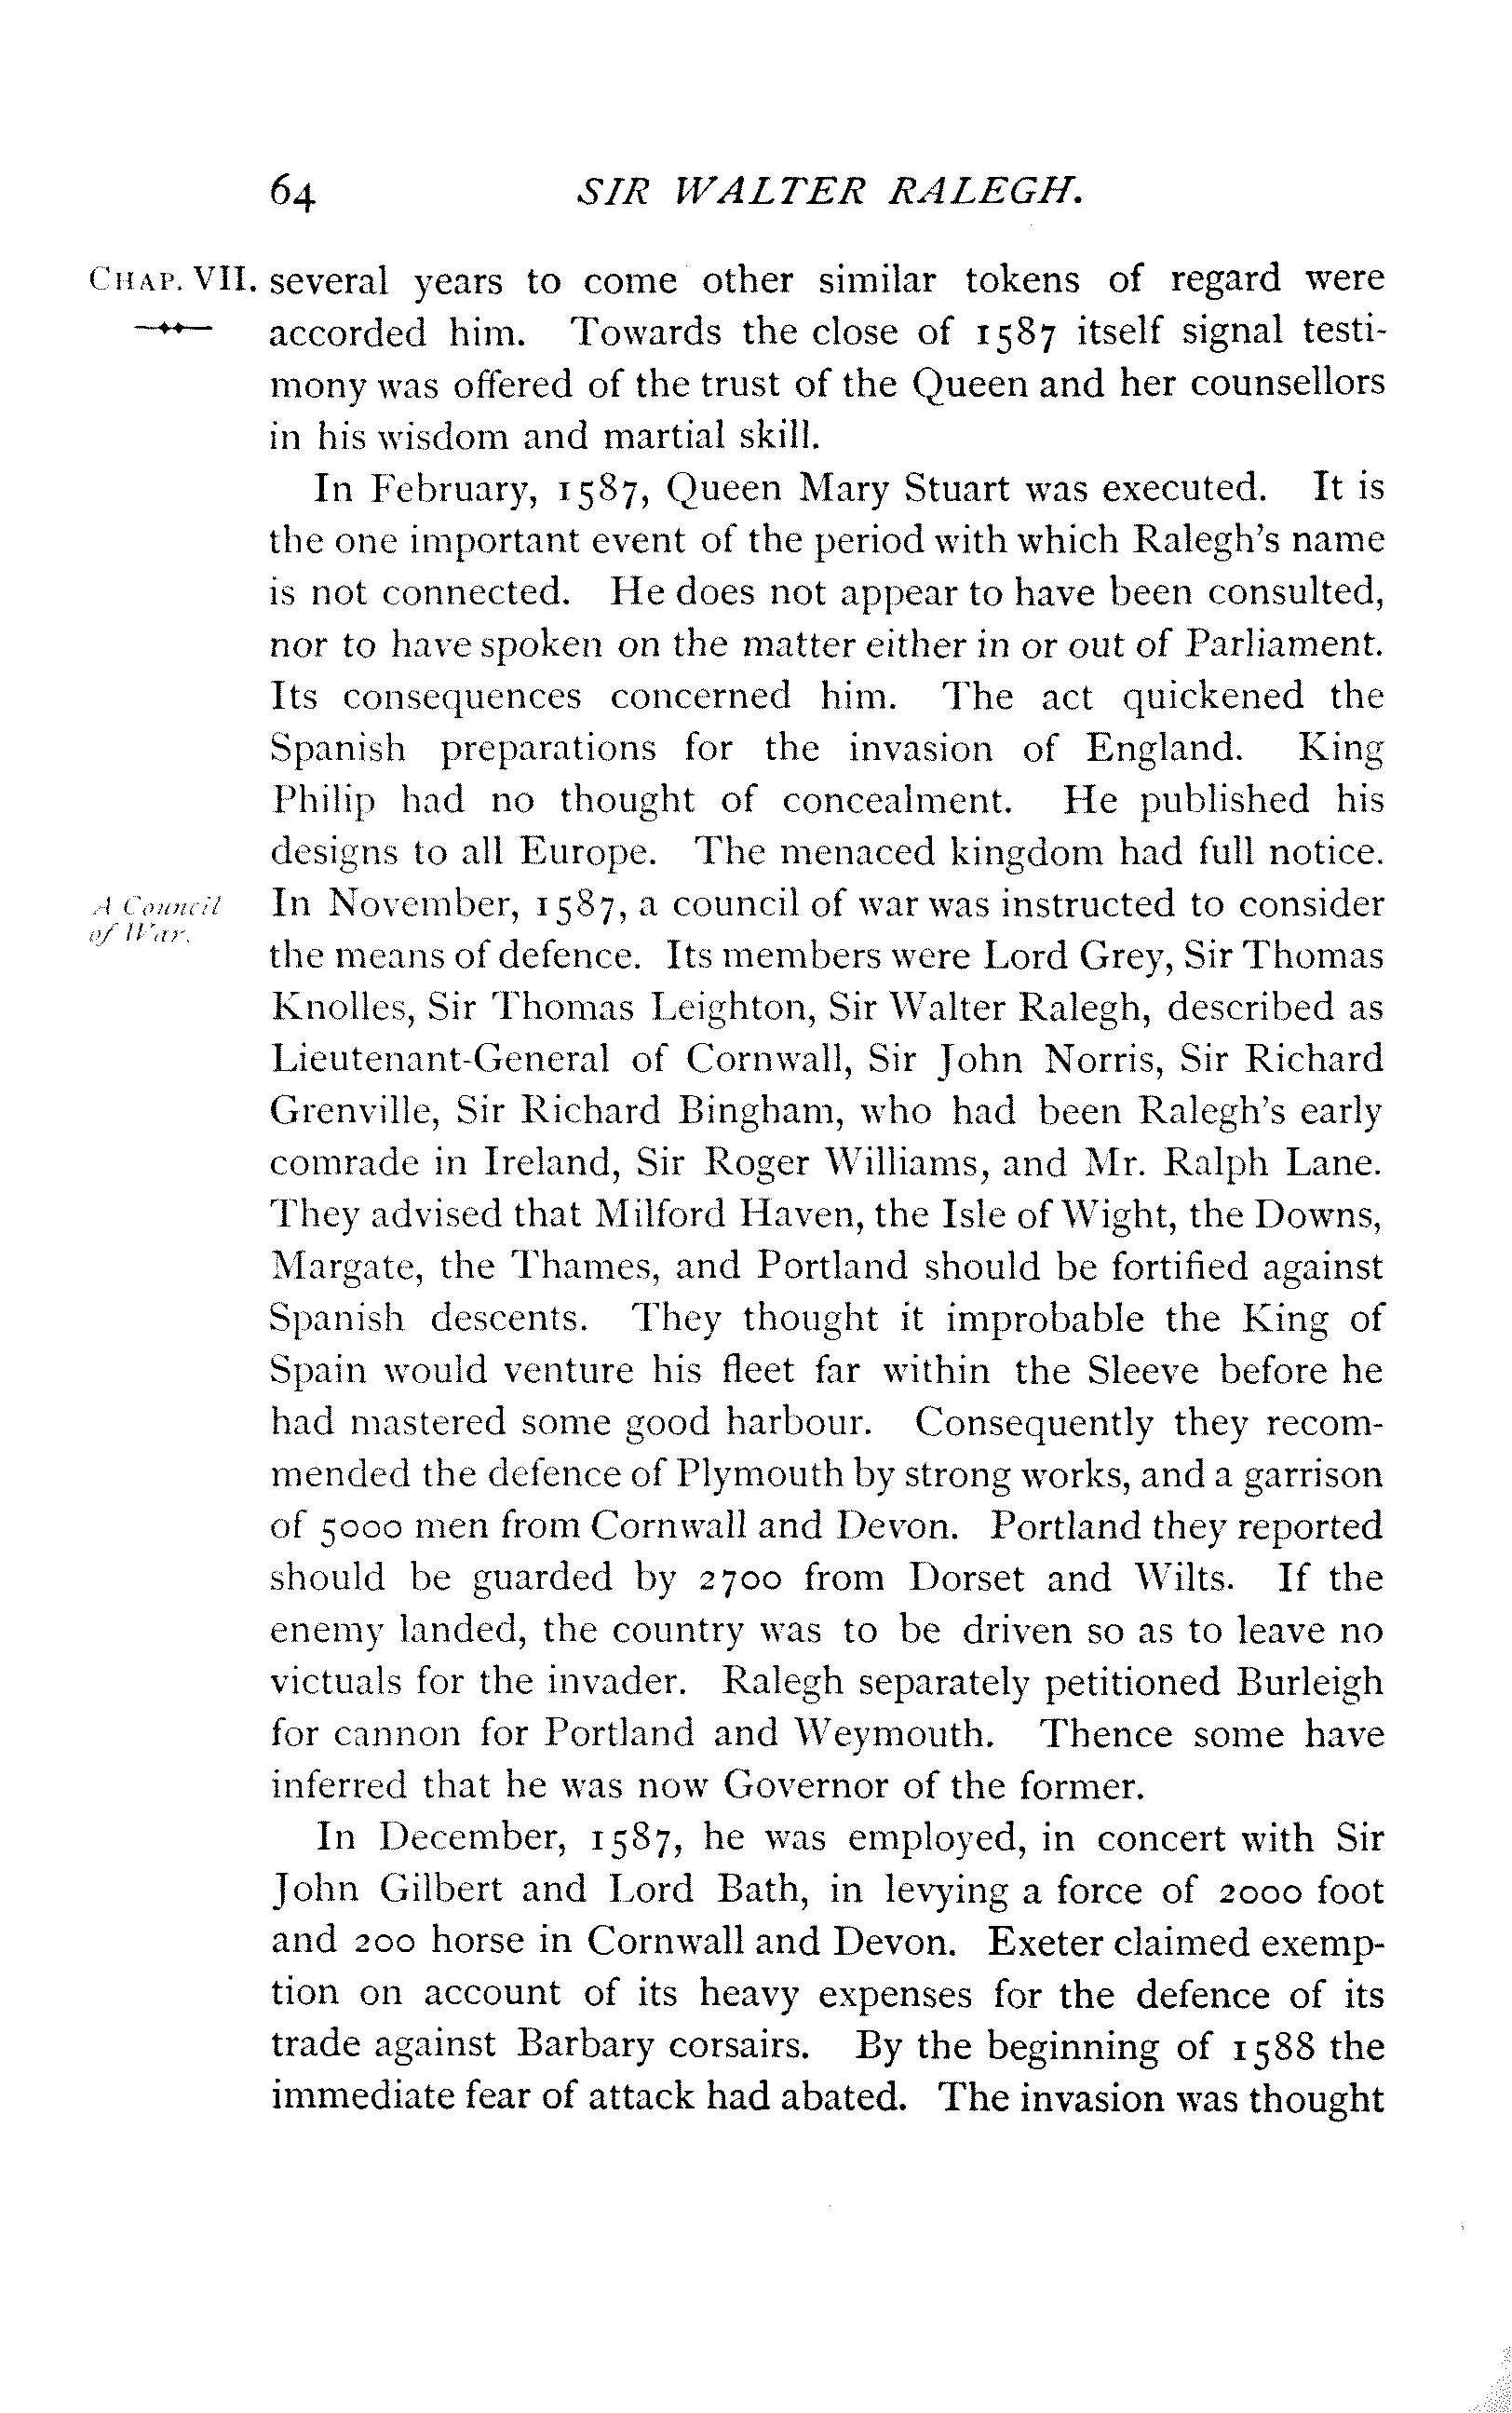 64 SIR WALTER RALEGH.
CHAP. VII. several years to come other similar tokens of regard were
accorded him. Towards the close of 1587 itself signal testi-
mony was offered of the trust of the Queen and her counsellors
in his wisdom and martial skill.
In February, 1587, Queen Mary Stuart was executed. It is
the one important event of the period with which Ralegh's name
is not connected. He does not appear to have been consulted,
nor to have spoken on the matter either in or out of Parliament.
Its consequences concerned him. The act quickened the
Spanish preparations for the invasion of England. King
Philip had no thought of concealment. He published his
designs to all Europe. The menaced kingdom had full notice.
A Council
of War.
In November, 1587, a council of war was instructed to consider
the means of defence. Its members were Lord Grey, Sir Thomas
Knolles, Sir Thomas Leighton, Sir Walter Ralegh, described as
Lieutenant-General of Cornwall, Sir John Norris, Sir Richard
Grenville, Sir Richard Bingham, who had been Ralegh's early
comrade in Ireland, Sir Roger Williams, and Mr. Ralph Lane.
They advised that Milford Haven, the Isle of Wight, the Downs,
Margate, the Thames, and Portland should be fortified against
Spanish descents. They thought it improbable the King of
Spain would venture his fleet far within the Sleeve before he
had mastered some good harbour. Consequently they recom-
mended the defence of Plymouth by strong works, and a garrison
of 5000 men from Cornwall and Devon. Portland they reported
should be guarded by 2700 from Dorset and Wilts. If the
enemy landed, the country was to be driven so as to leave no
victuals for the invader. Ralegh separately petitioned Burleigh
for cannon for Portland and Weymouth. Thence some have
inferred that he was now Governor of the former.
In December, 1587, he was employed, in concert with Sir
John Gilbert and Lord Bath, in levying a force of 2000 foot
and 200 horse in Cornwall and Devon. Exeter claimed exemp-
tion on account of its heavy expenses for the defence of its
trade against Barbary corsairs. By the beginning of 1588 the
immediate fear of attack had abated. The invasion was thought